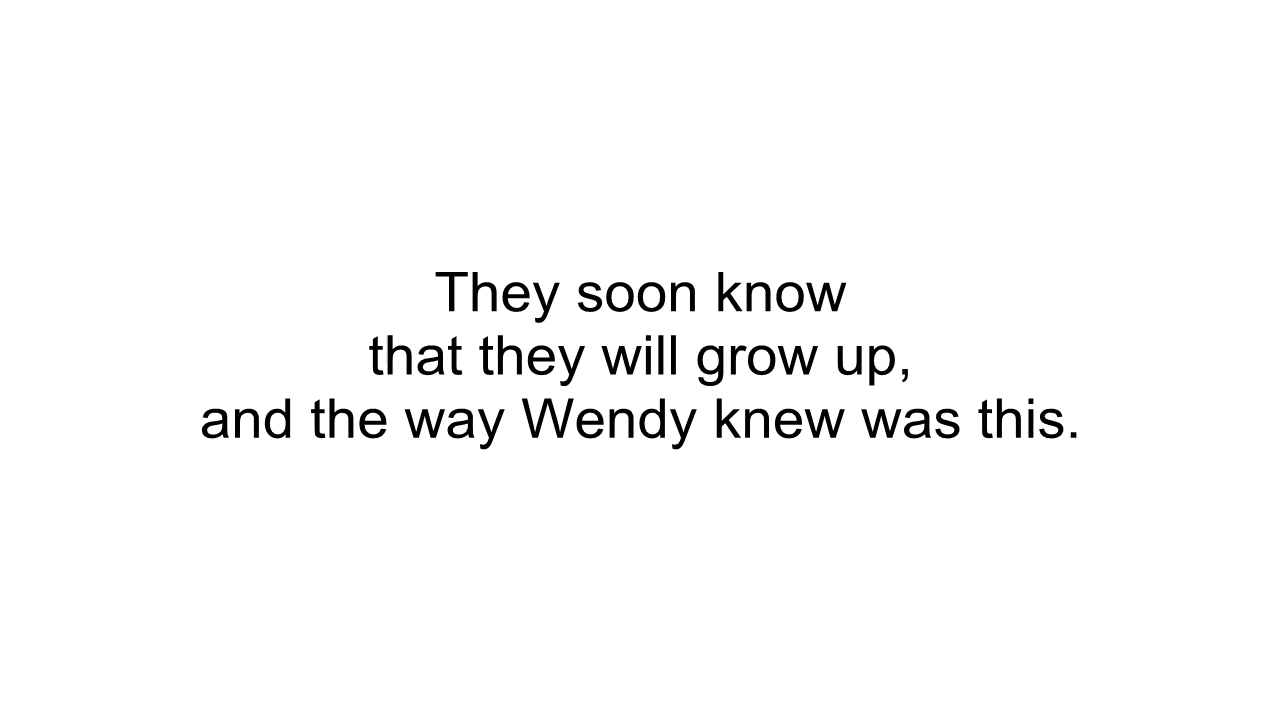 They soon know
that they will grow up,
and the way Wendy knew was this.